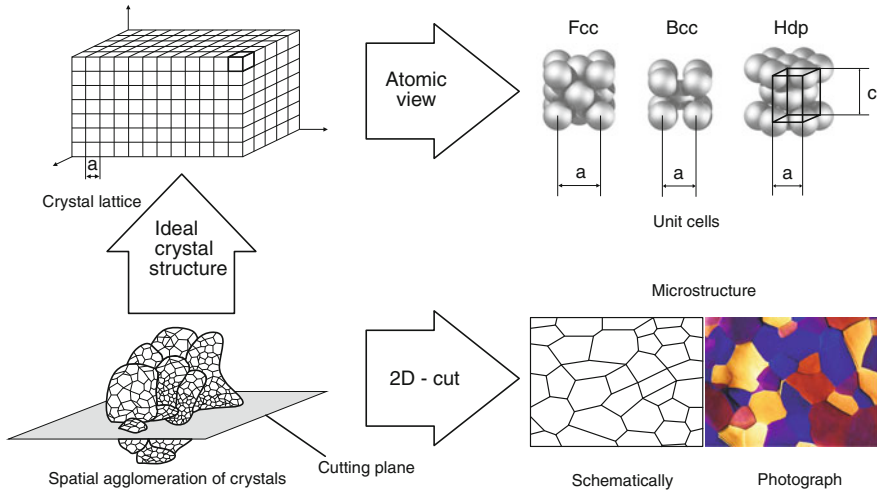 Fcc
Bcc
Hdp
Atomic
view
c
a
a
a
a
Crystal lattice
Unit cells
Ideal
crystal
structure
Microstructure
2D - cut
Spatial agglomeration of crystals
Cutting plane
Schematically
Photograph